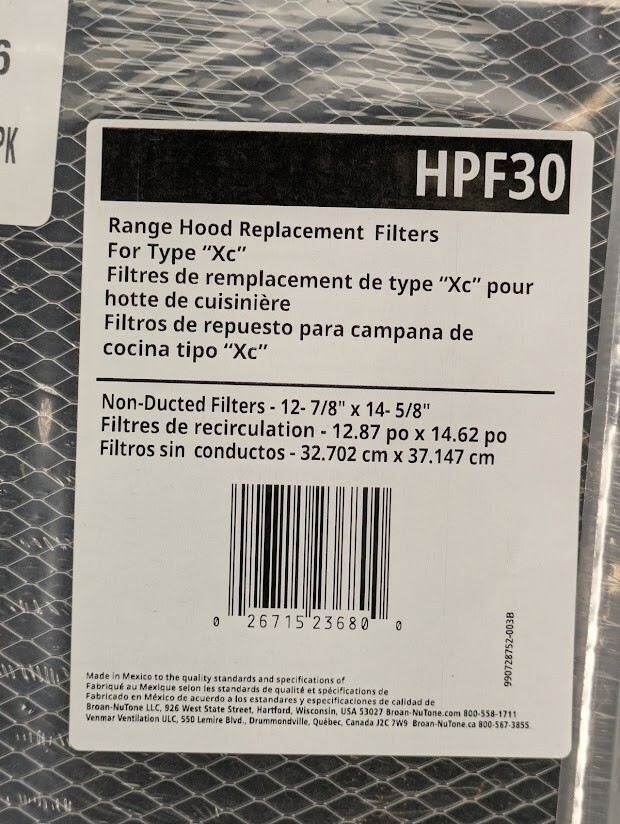 6
PK
HPF30
Range Hood Replacement Filters
For Type "Xc"
Filtres de remplacement de type "Xc" pour
hotte de cuisinière
Filtros de repuesto para campana de
cocina tipo "Xc"
Non-Ducted Filters - 12- 7/8" x 14- 5/8"
Filtres de recirculation - 12.87 po x 14.62 po
Filtros sin conductos - 32.702 cm x 37.147 cm
0 26715 23680 0
990728752-003B
Made in Mexico to the quality standards and specifications of
Fabriqué au Mexique selon les standards de qualité et spécifications de
Fabricado en México de acuerdo a los estandares y especificaciones de calidad de
Broan-NuTone LLC, 926 West State Street, Hartford, Wisconsin, USA 53027 Broan-NuTone.com 800-558-1711
Venmar Ventilation ULC, 550 Lemire Blvd., Drummondville, Québec, Canada J2C 7W9 Broan-NuTone.ca 800-567-3855